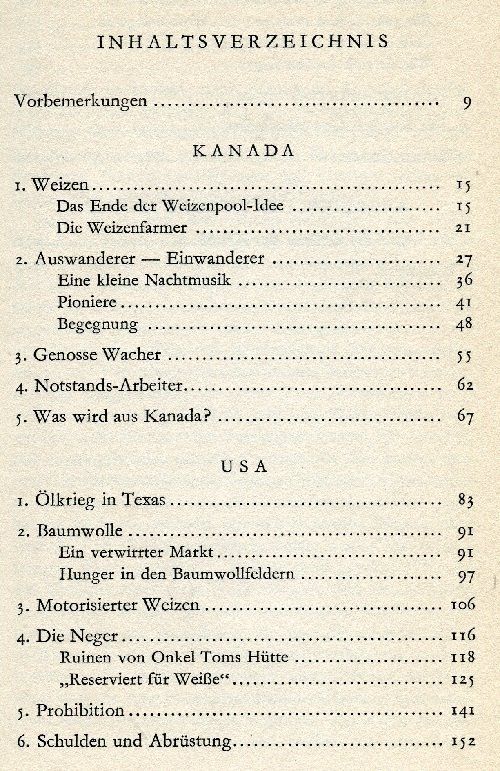 INHALTSVERZEICHNIS
Vorbemerkungen ........................................ 9
KANADA
1. Weizen ................................................ 15
Das Ende der Weizenpool-Idee ..................... 15
Die Weizenfarmer .................................. 21
2. Auswanderer — Einwanderer ........................ 27
Eine kleine Nachtmusik ............................. 36
Pioniere ............................................. 41
Begegnung .......................................... 48
3. Genosse Wacher ...................................... 55
4. Notstands-Arbeiter .................................... 62
5. Was wird aus Kanada? ................................ 67
USA
1. Ölkrieg in Texas ...................................... 83
2. Baumwolle ............................................ 91
Ein verwirrter Markt ................................ 91
Hunger in den Baumwollfeldern .................... 97
3. Motorisierter Weizen ................................. 106
4. Die Neger ............................................. 116
Ruinen von Onkel Toms Hütte ..................... 118
„Reserviert für Weiße“ .............................. 125
5. Prohibition ............................................ 141
6. Schulden und Abrüstung .............................. 152